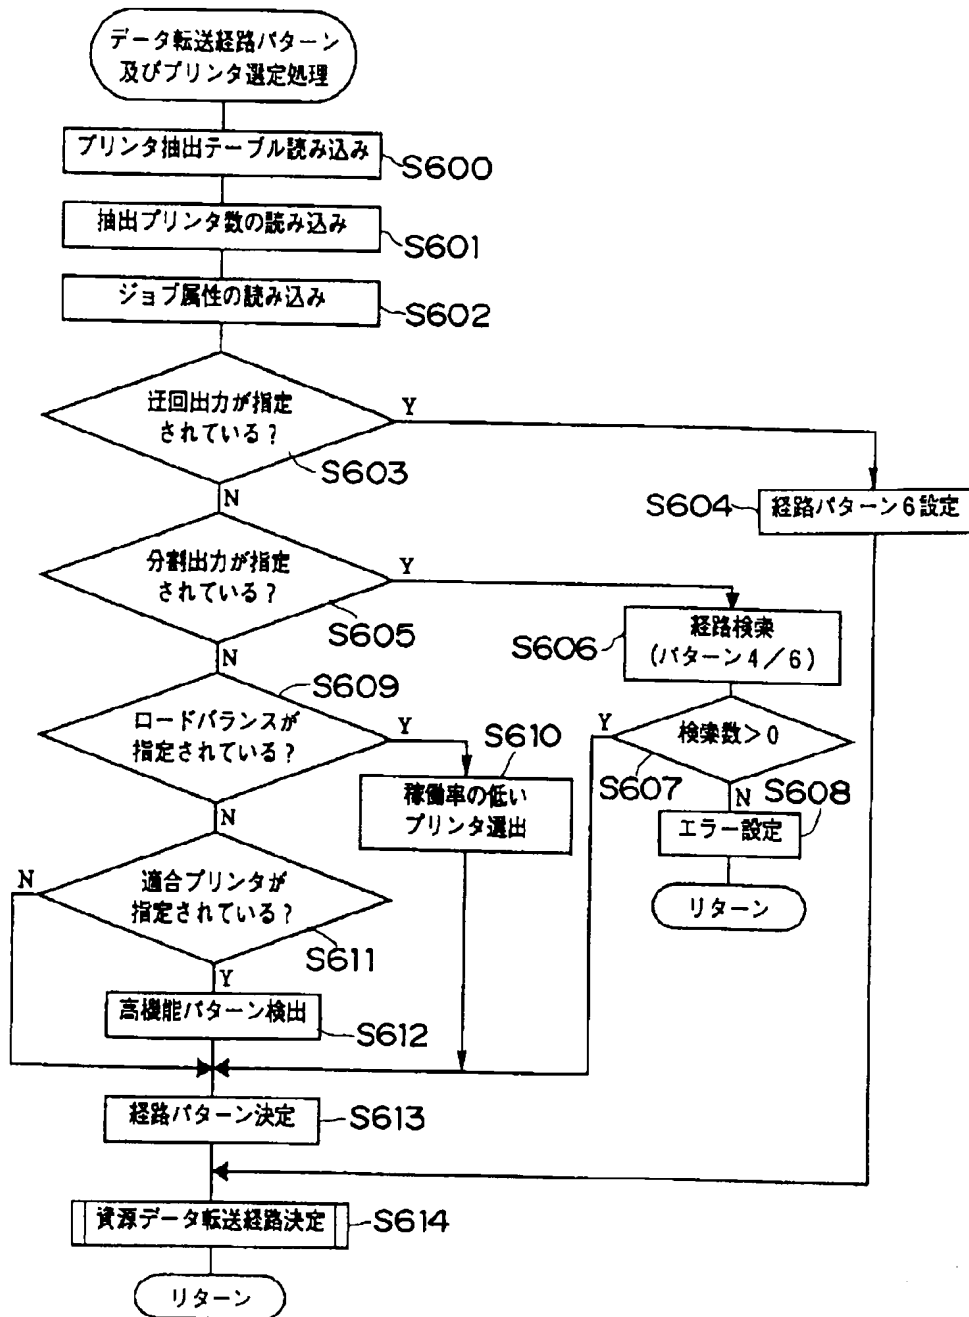 データ転送経路パターン
及びプリンタ選定処理
プリンタ抽出テーブル読み込み
S600
抽出プリンタ数の読み込み
S601
ジョブ属性の読み込み
S602
迂回出力が指定
されている?
Y
S603
N
S604
経路パターン6設定
分割出力が指定
されている?
Y
S605
N
S606
経路検索
(パターン4/6)
S609
ロードバランスが
指定されている?
Y
N
S610
稼働率の低い
プリンタ選出
Y
検索数>0
S607
N
S608
エラー設定
リターン
N
適合プリンタが
指定されている?
S611
Y
高機能パターン検出
S612
経路パターン決定
S613
資源データ転送経路決定
S614
リターン